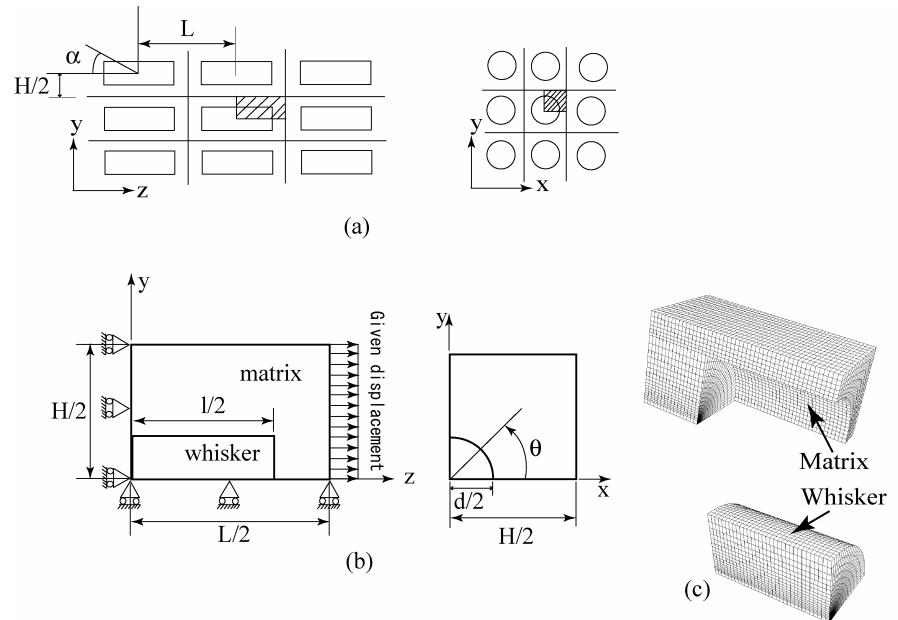 L
α
H/2
y
z
y
x
(a)
y
Given displacement
matrix
H/2
l/2
whisker
z
L/2
(b)
y
θ
x
d/2
H/2
Matrix
Whisker
(c)